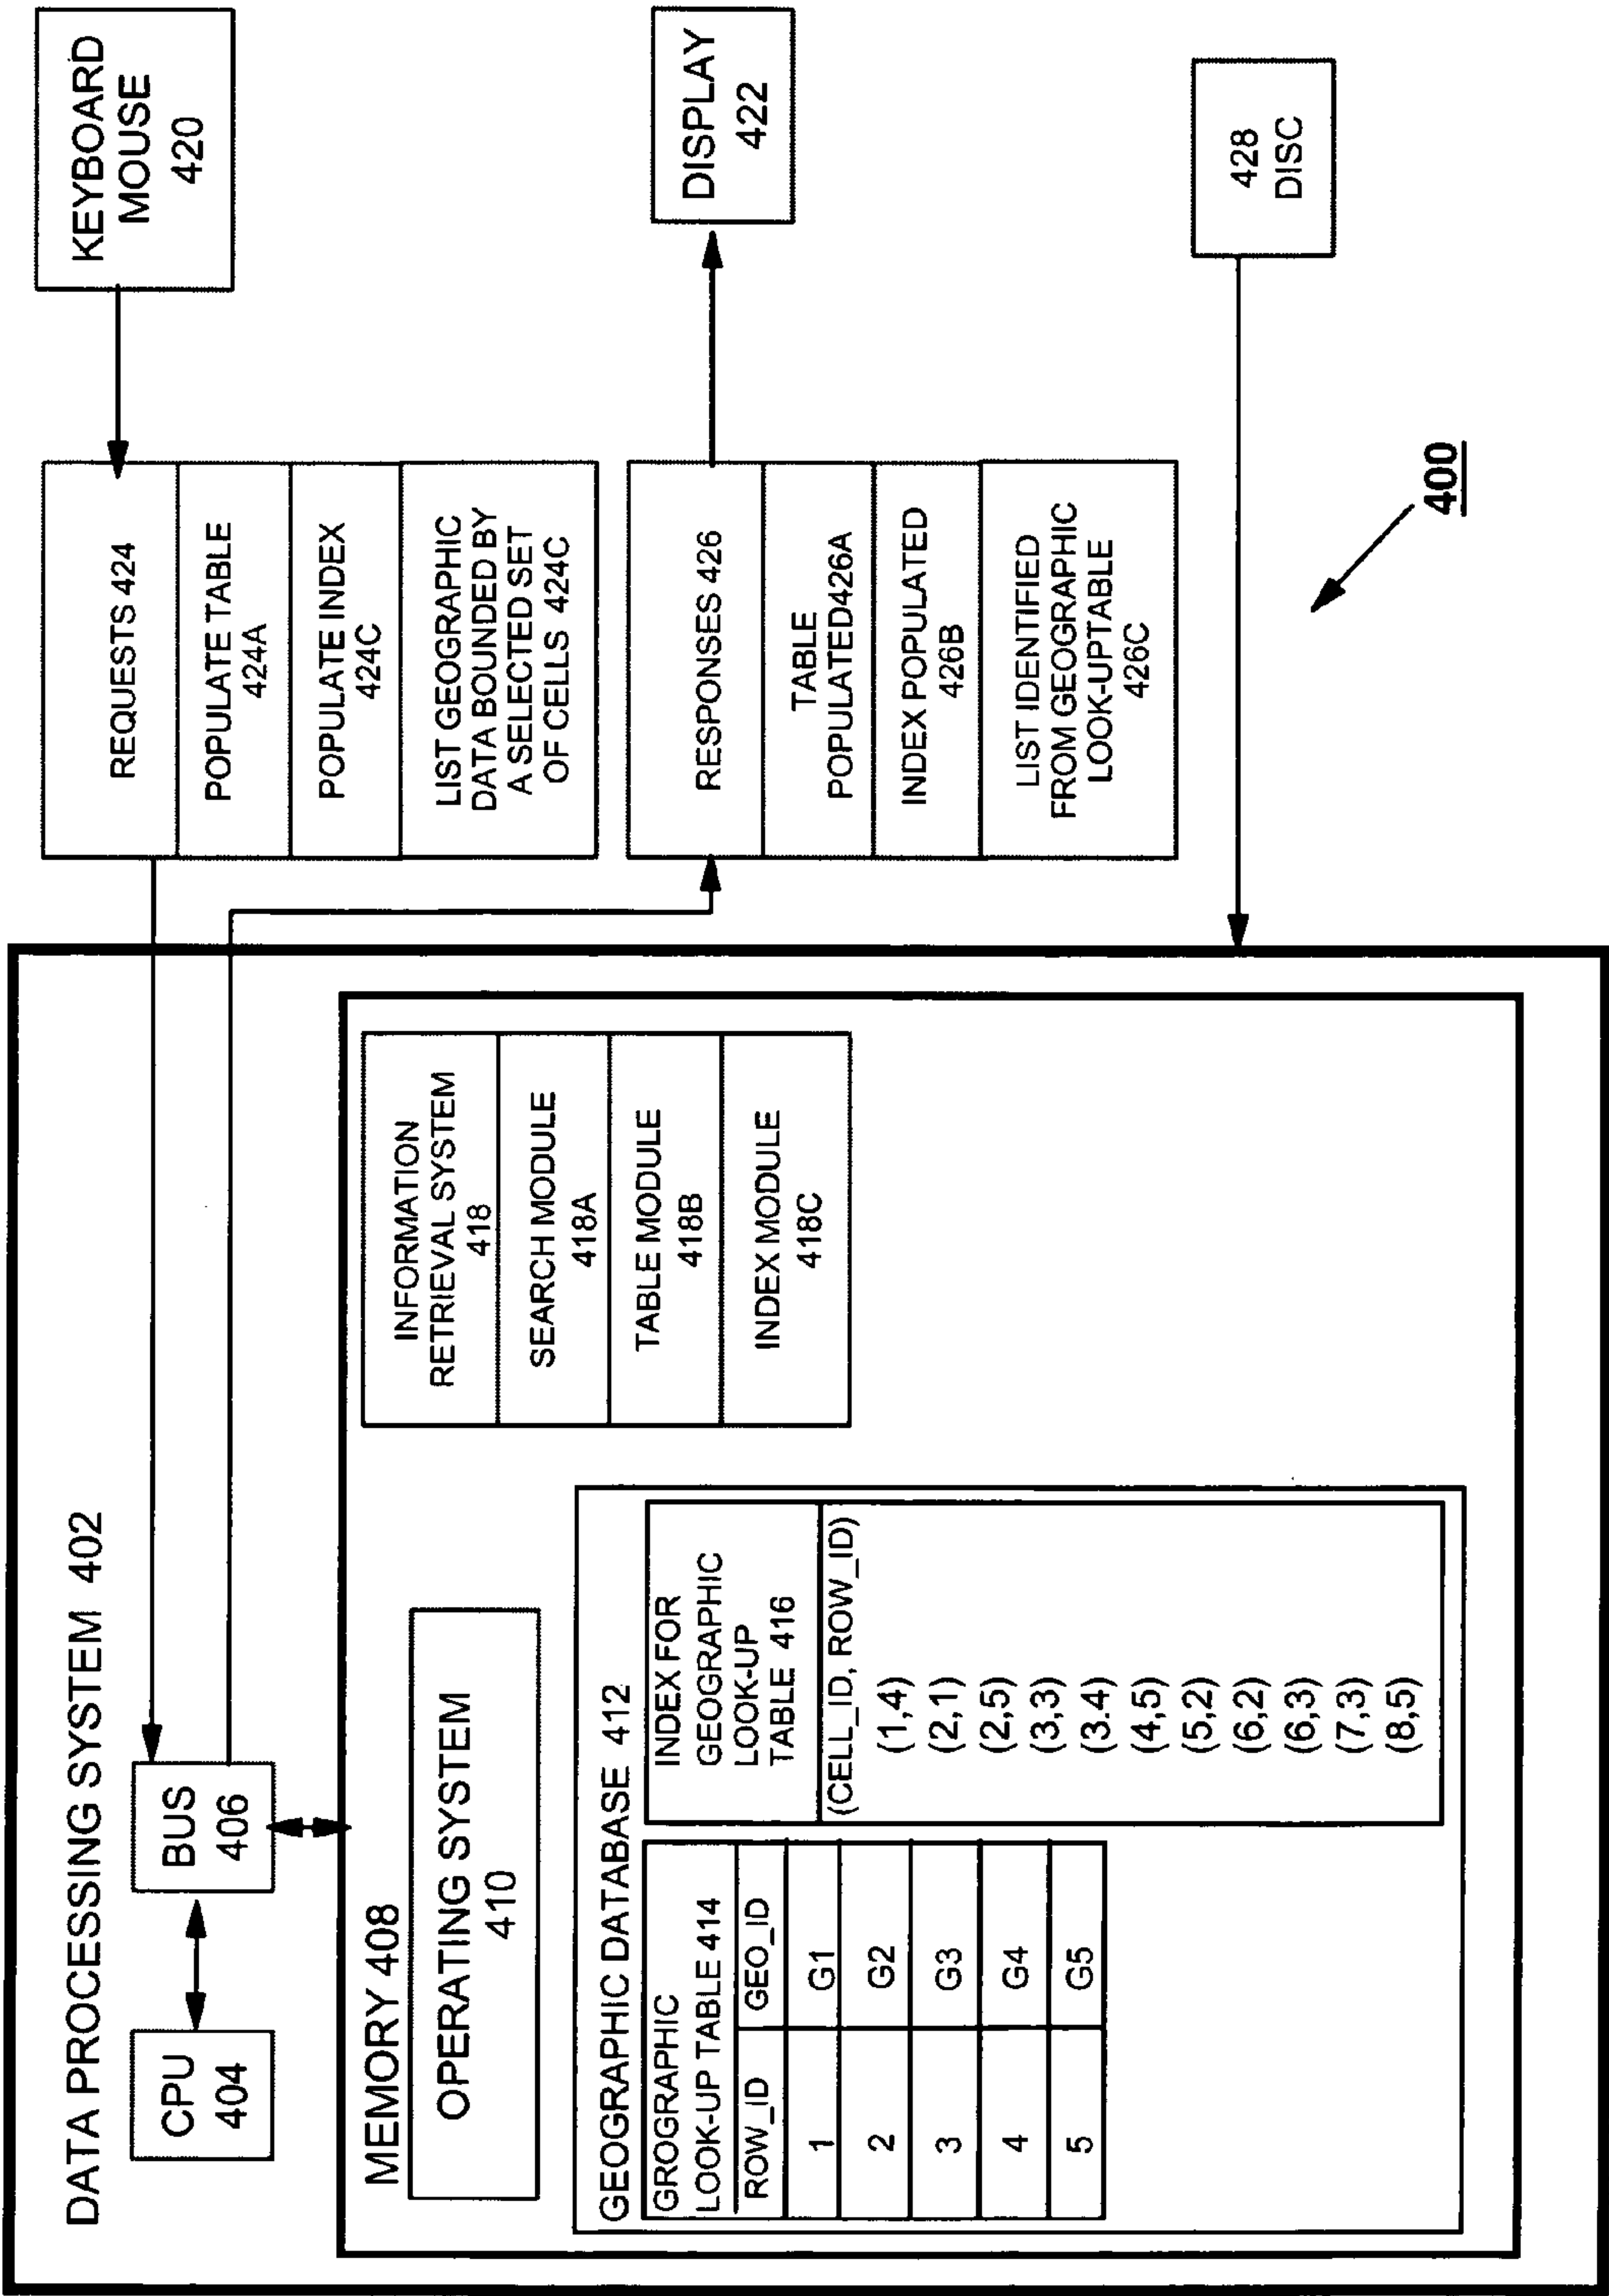 DATA PROCESSING SYSTEM 402
CPU
404
BUS
406
MEMORY 408
OPERATING SYSTEM
410
GEOGRAPHIC DATABASE 412
GROGRAPHIC
LOOK-UP TABLE 414
ROW_ID GEO_ID
1 G1
2 G2
3 G3
4 G4
5 G5
INDEX FOR
GEOGRAPHIC
LOOK-UP
TABLE 416
(CELL_ID, ROW_ID)
(1,4)
(2,1)
(2,5)
(3,3)
(3.4)
(4,5)
(5,2)
(6,2)
(6,3)
(7,3)
(8,5)
INFORMATION
RETRIEVAL SYSTEM
418
SEARCH MODULE
418A
TABLE MODULE
418B
INDEX MODULE
418C
REQUESTS 424
POPULATE TABLE
424A
POPULATE INDEX
424C
LIST GEOGRAPHIC
DATA BOUNDED BY
A SELECTED SET
OF CELLS 424C
RESPONSES 426
TABLE
POPULATED426A
INDEX POPULATED
426B
LIST IDENTIFIED
FROM GEOGRAPHIC
LOOK-UPTABLE
426C
KEYBOARD
MOUSE
420
DISPLAY
422
428
DISC
400